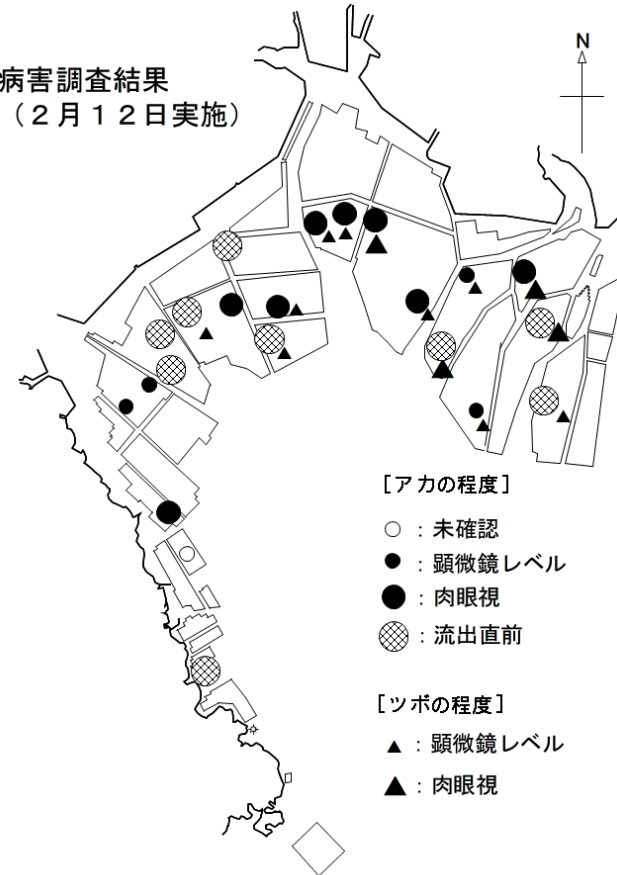 病害調査結果
（２月１２日実施）
N
［アカの程度］
：未確認
：顕微鏡レベル
：肉眼視
：流出直前
［ツボの程度］
：顕微鏡レベル
：肉眼視